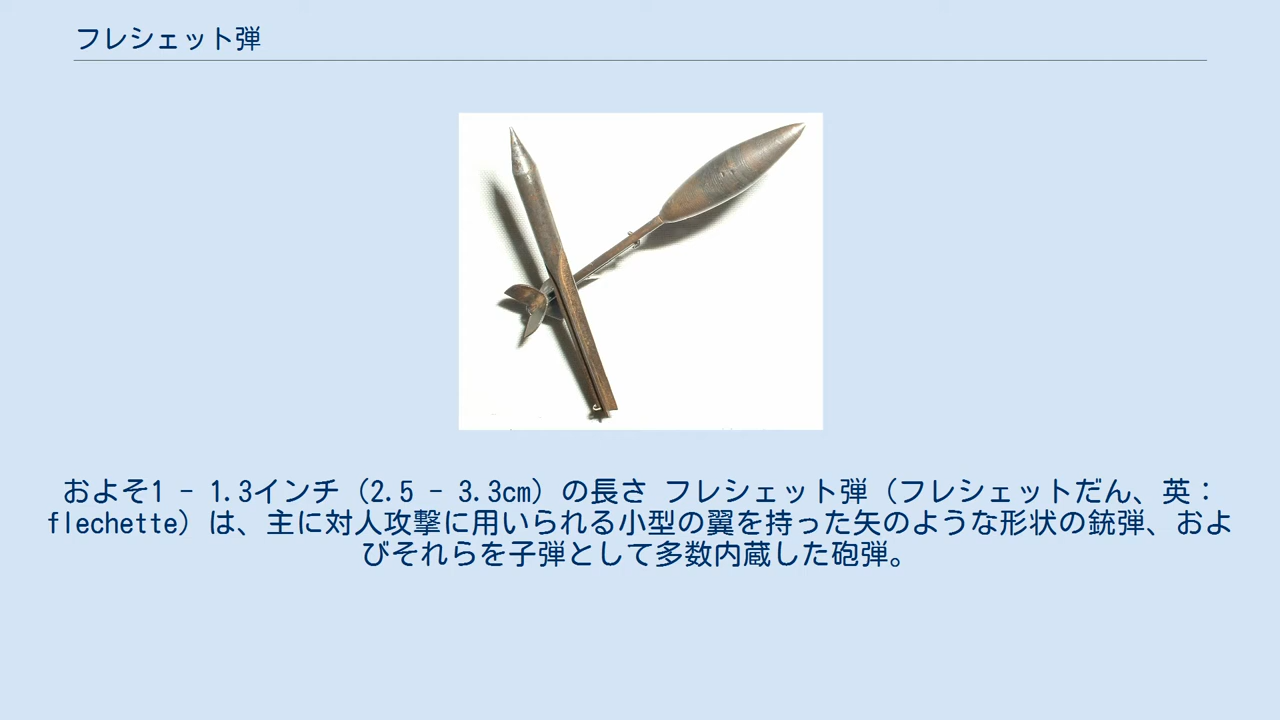 フレシェット弾
およそ1 - 1.3インチ（2.5 - 3.3cm）の長さ フレシェット弾（フレシェットだん、英：
flechette）は、主に対人攻撃に用いられる小型の翼を持った矢のような形状の銃弾、およ
びそれらを子弾として多数内蔵した砲弾。